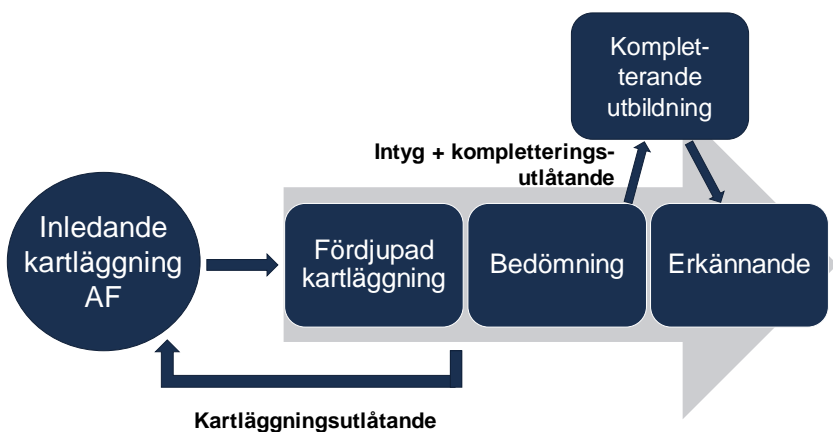 Komplet-
terande
utbildning
Intyg + kompletterings-
utlåtande
Inledande
kartläggning
AF
Fördjupad
kartläggning
Bedömning
Erkännande
Kartläggningsutlåtande